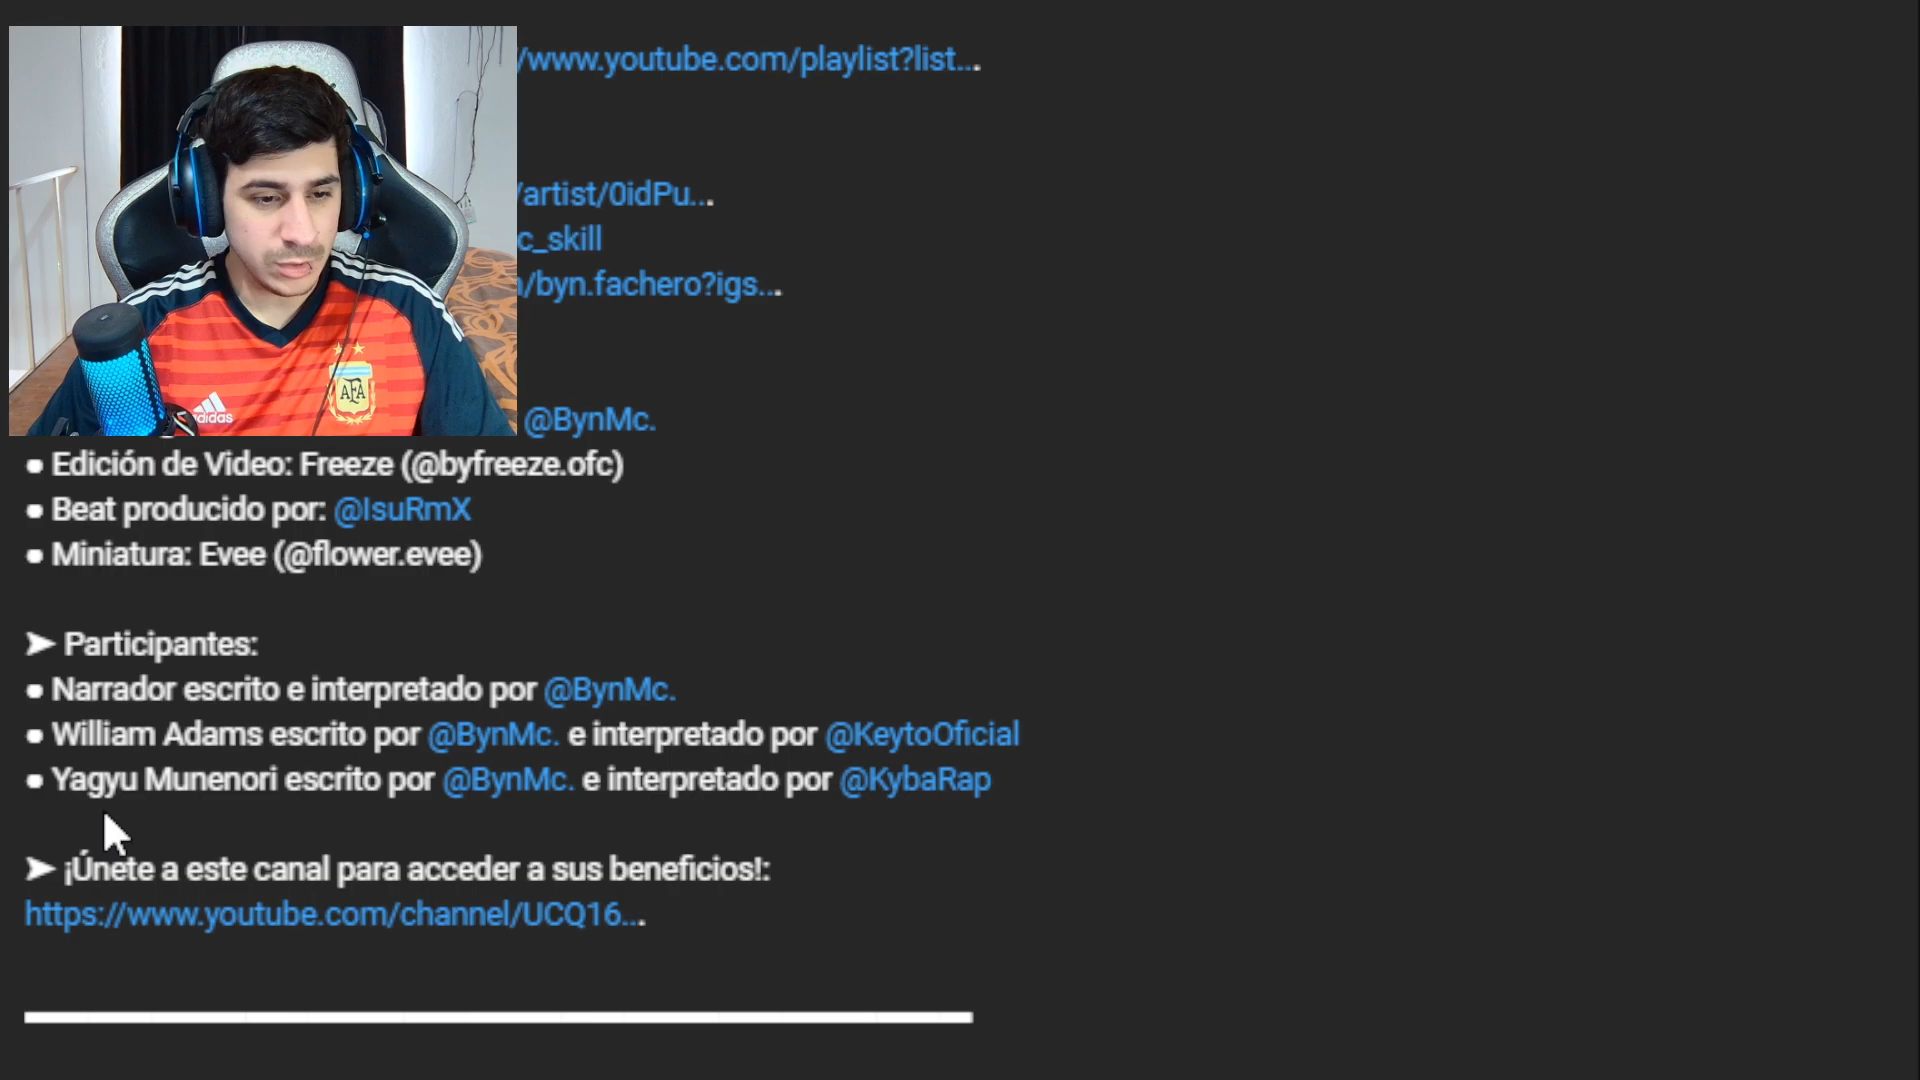 /www.youtube.com/playlist?list...
/artist/0idPu...
c_skill
/byn.fachero?igs...
@BynMc.
● Edición de Video: Freeze (@byfreeze.ofc)
● Beat producido por: @IsuRmX
● Miniatura: Evee (@flower.evee)
➤ Participantes:
● Narrador escrito e interpretado por @BynMc.
● William Adams escrito por @BynMc. e interpretado por @KeytoOficial
● Yagyu Munenori escrito por @BynMc. e interpretado por @KybaRap
➤ ¡Únete a este canal para acceder a sus beneficios!:
https://www.youtube.com/channel/UCQ16...
adidas
AFA